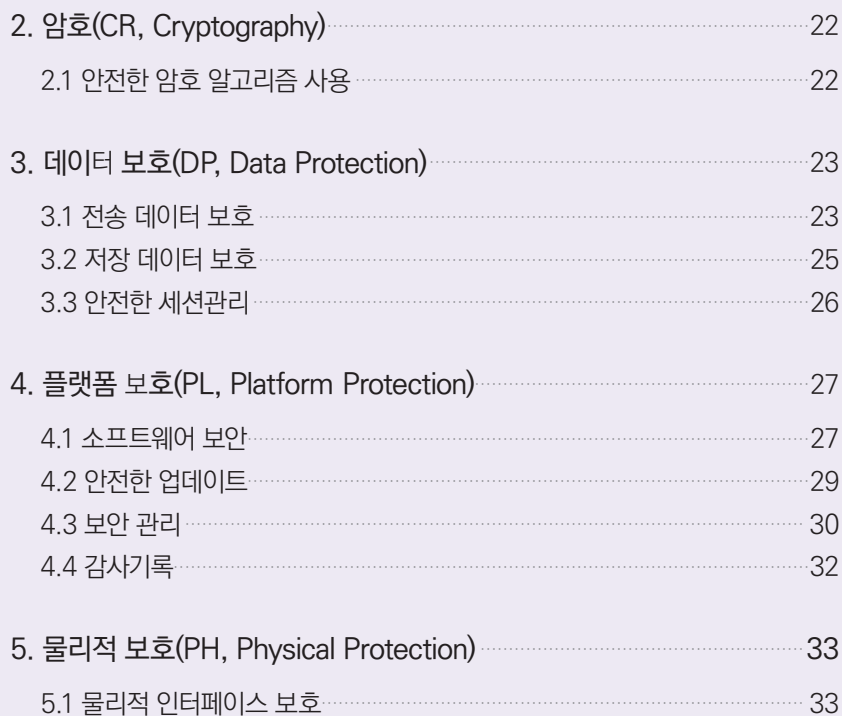 2. 암호(CR, Cryptography) 22
2.1 안전한 암호 알고리즘 사용 22
3. 데이터 보호(DP, Data Protection) 23
3.1 전송 데이터 보호 23
3.2 저장 데이터 보호 25
3.3 안전한 세션관리 26
4. 플랫폼 보호(PL, Platform Protection) 27
4.1 소프트웨어 보안 27
4.2 안전한 업데이트 29
4.3 보안 관리 30
4.4 감사기록 32
5. 물리적 보호(PH, Physical Protection) 33
5.1 물리적 인터페이스 보호 33